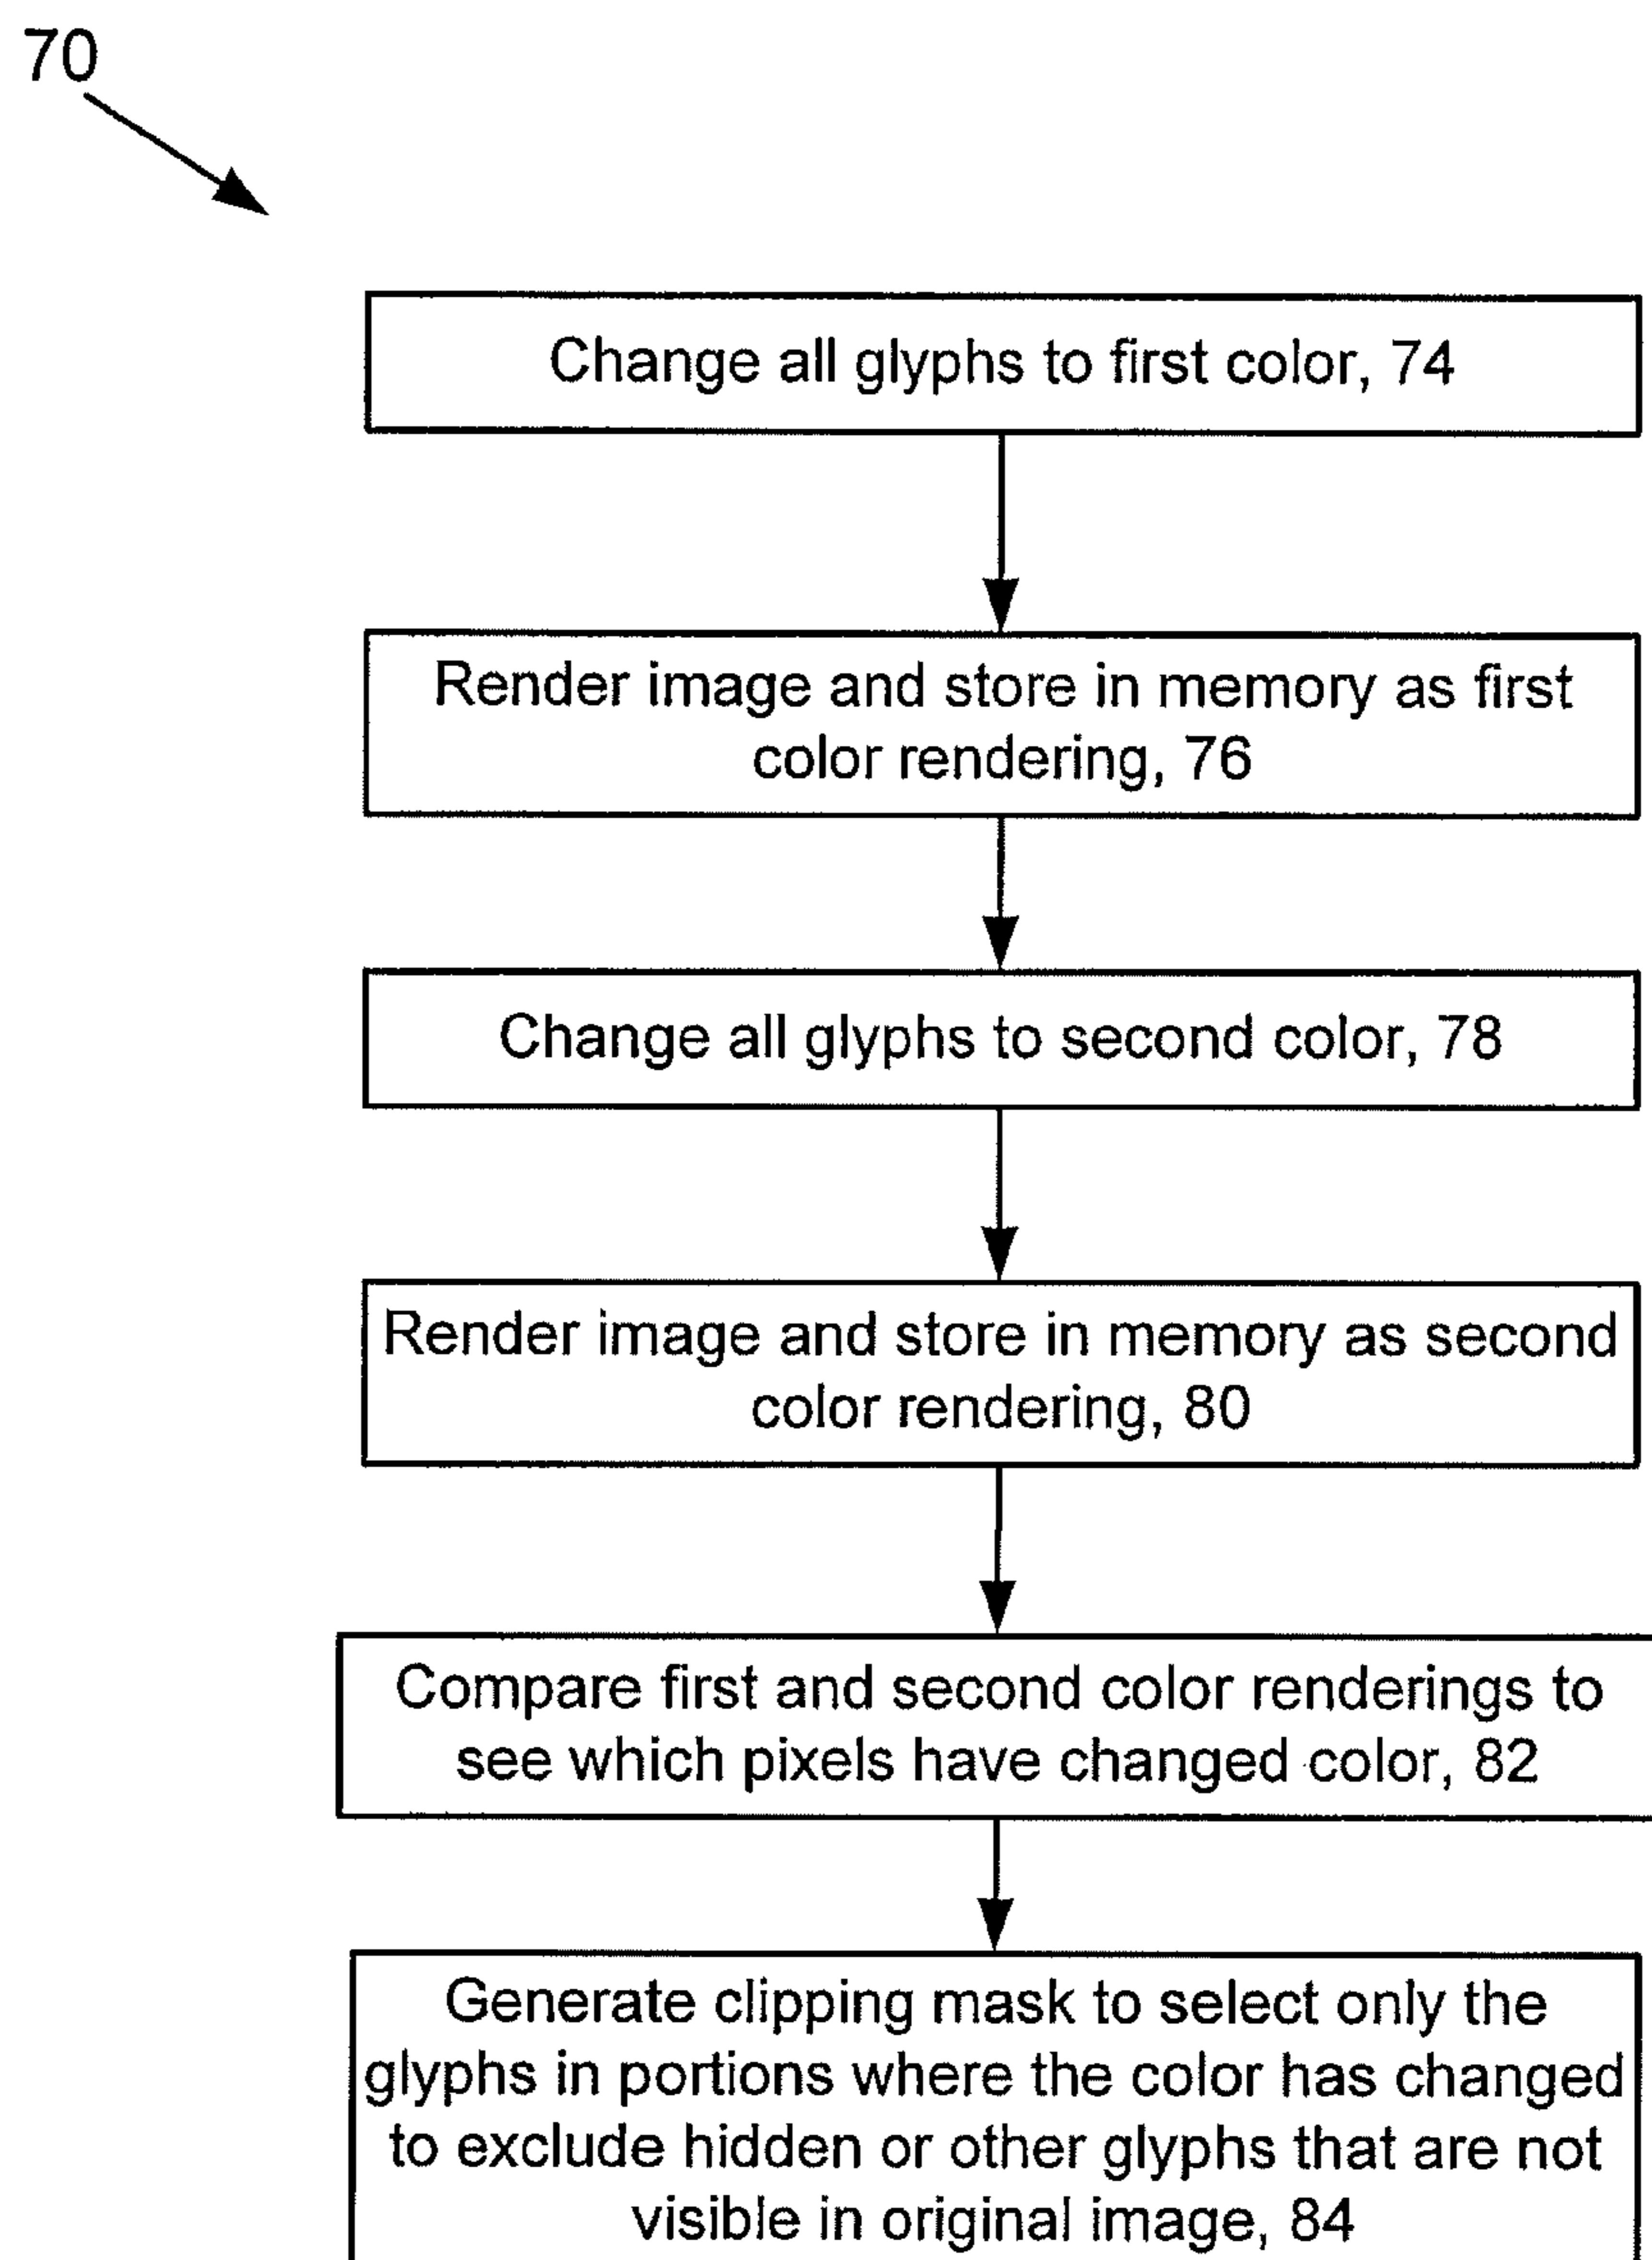 70
Change all glyphs to first color, 74
Render image and store in memory as first
color rendering, 76
Change all glyphs to second color, 78
Render image and store in memory as second
color rendering, 80
Compare first and second color renderings to
see which pixels have changed color, 82
Generate clipping mask to select only the
glyphs in portions where the color has changed
to exclude hidden or other glyphs that are not
visible in original image, 84